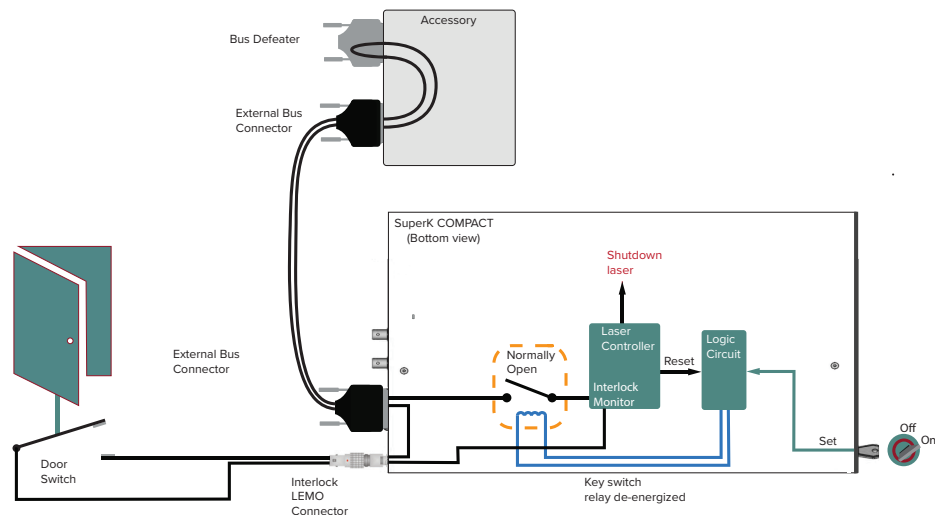 Accessory
Bus Defeater
External Bus
Connector
SuperK COMPACT
(Bottom view)
Shutdown
laser
Laser
Controller
Logic
Circuit
Normally
Open
Reset
External Bus
Connector
Interlock
Monitor
Off
On
Set
Door
Switch
Interlock
LEMO
Connector
Key switch
relay de-energized